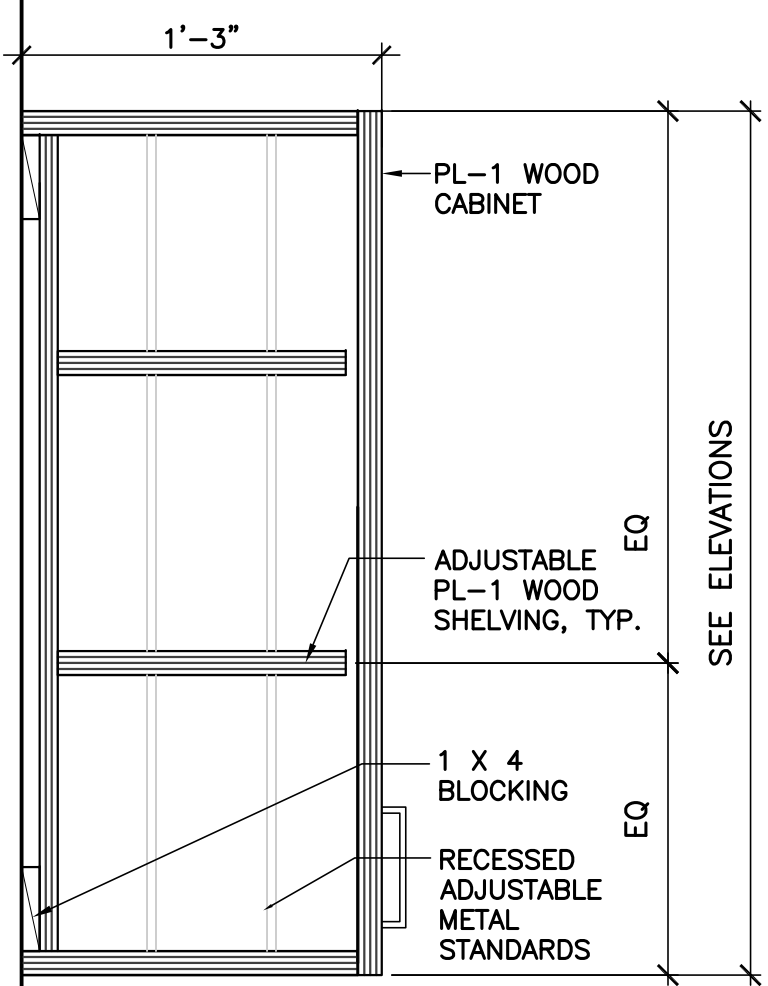 1'-3"
PL-1 WOOD
CABINET
ADJUSTABLE
PL-1 WOOD
SHELVING, TYP.
EQ
SEE ELEVATIONS
1 X 4
BLOCKING
EQ
RECESSED
ADJUSTABLE
METAL
STANDARDS